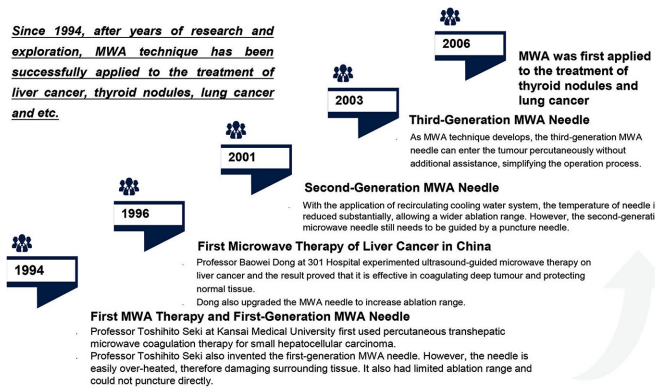 Since 1994, after years of research and
exploration, MWA technique has been
successfully applied to the treatment of
liver cancer, thyroid nodules, lung cancer
and etc.
2006
MWA was first applied
to the treatment of
thyroid nodules and
lung cancer
2003
Third-Generation MWA Needle
As MWA technique develops, the third-generation MWA
needle can enter the tumour percutaneously without
additional assistance, simplifying the operation process.
2001
Second-Generation MWA Needle
With the application of recirculating cooling water system, the temperature of needle i
reduced substantially, allowing a wider ablation range. However, the second-generati
microwave needle still needs to be guided by a puncture needle.
1996
First Microwave Therapy of Liver Cancer in China
Professor Baowei Dong at 301 Hospital experimented ultrasound-guided microwave therapy on
liver cancer and the result proved that it is effective in coagulating deep tumour and protecting
normal tissue.
Dong also upgraded the MWA needle to increase ablation range.
1994
First MWA Therapy and First-Generation MWA Needle
Professor Toshihito Seki at Kansai Medical University first used percutaneous transhepatic
microwave coagulation therapy for small hepatocellular carcinoma.
Professor Toshihito Seki also invented the first-generation MWA needle. However, the needle is
easily over-heated, therefore damaging surrounding tissue. It also had limited ablation range and
could not puncture directly.